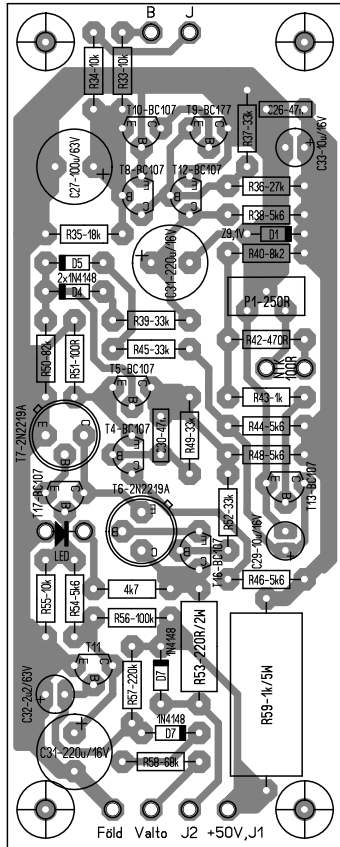 B J
R34-10k
R33-10k
T10-BC107
T9-BC177
C26-47n
R37-33k
C33-10u/16V
C27-100u/63V
T8-BC107
T12-BC107
R36-27k
R38-5k6
Z9,1V
D1
R35-18k
R40-8k2
D5
2x1N4148
D4
C31-220u/16V
P1-250R
R39-33k
R42-470R
R50-82k
R51-100R
R45-33k
NTK
100R
T5-BC107
R43-1k
T7-2N2219A
T4-BC107
C30-47n
R49-33k
R44-5k6
R48-5k6
T13-BC107
T17-BC107
T6-2N2219A
R52-33k
C29-10u/16V
LED
T16-BC107
R46-5k6
R55-10k
R54-5k6
4k7
R56-100k
R53-220R/2W
R59-1k/5W
T11
R57-220k
1N4148
D7
C32-2u2/63V
1N4148
D7
C31-220u/16V
R58-68k
Föld Valto J2 +50V,J1